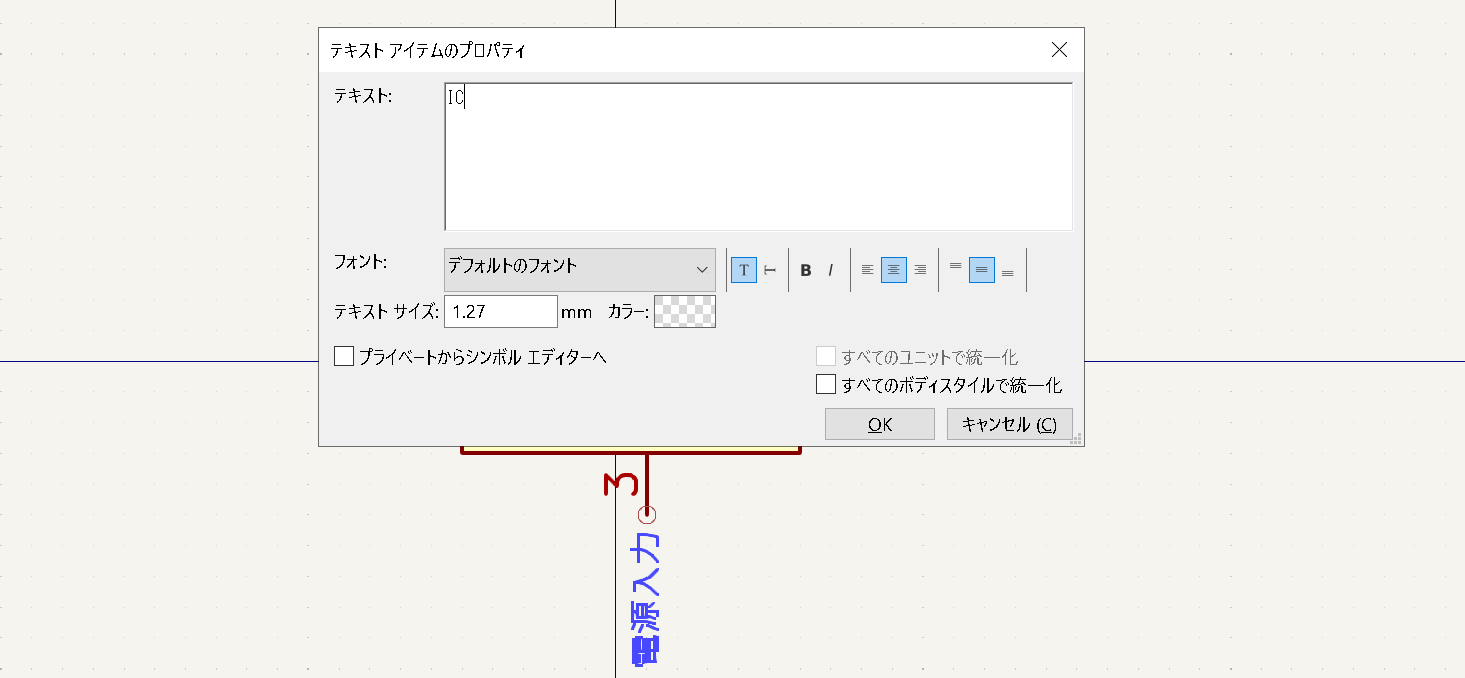 テキスト アイテムのプロパティ
テキスト:
IC
フォント:
デフォルトのフォント
T
B I
テキスト サイズ: 1.27 mm カラー:
プライベートからシンボル エディターへ
すべてのユニットで統一化
すべてのボディスタイルで統一化
OK
キャンセル (C)
3
電源入力